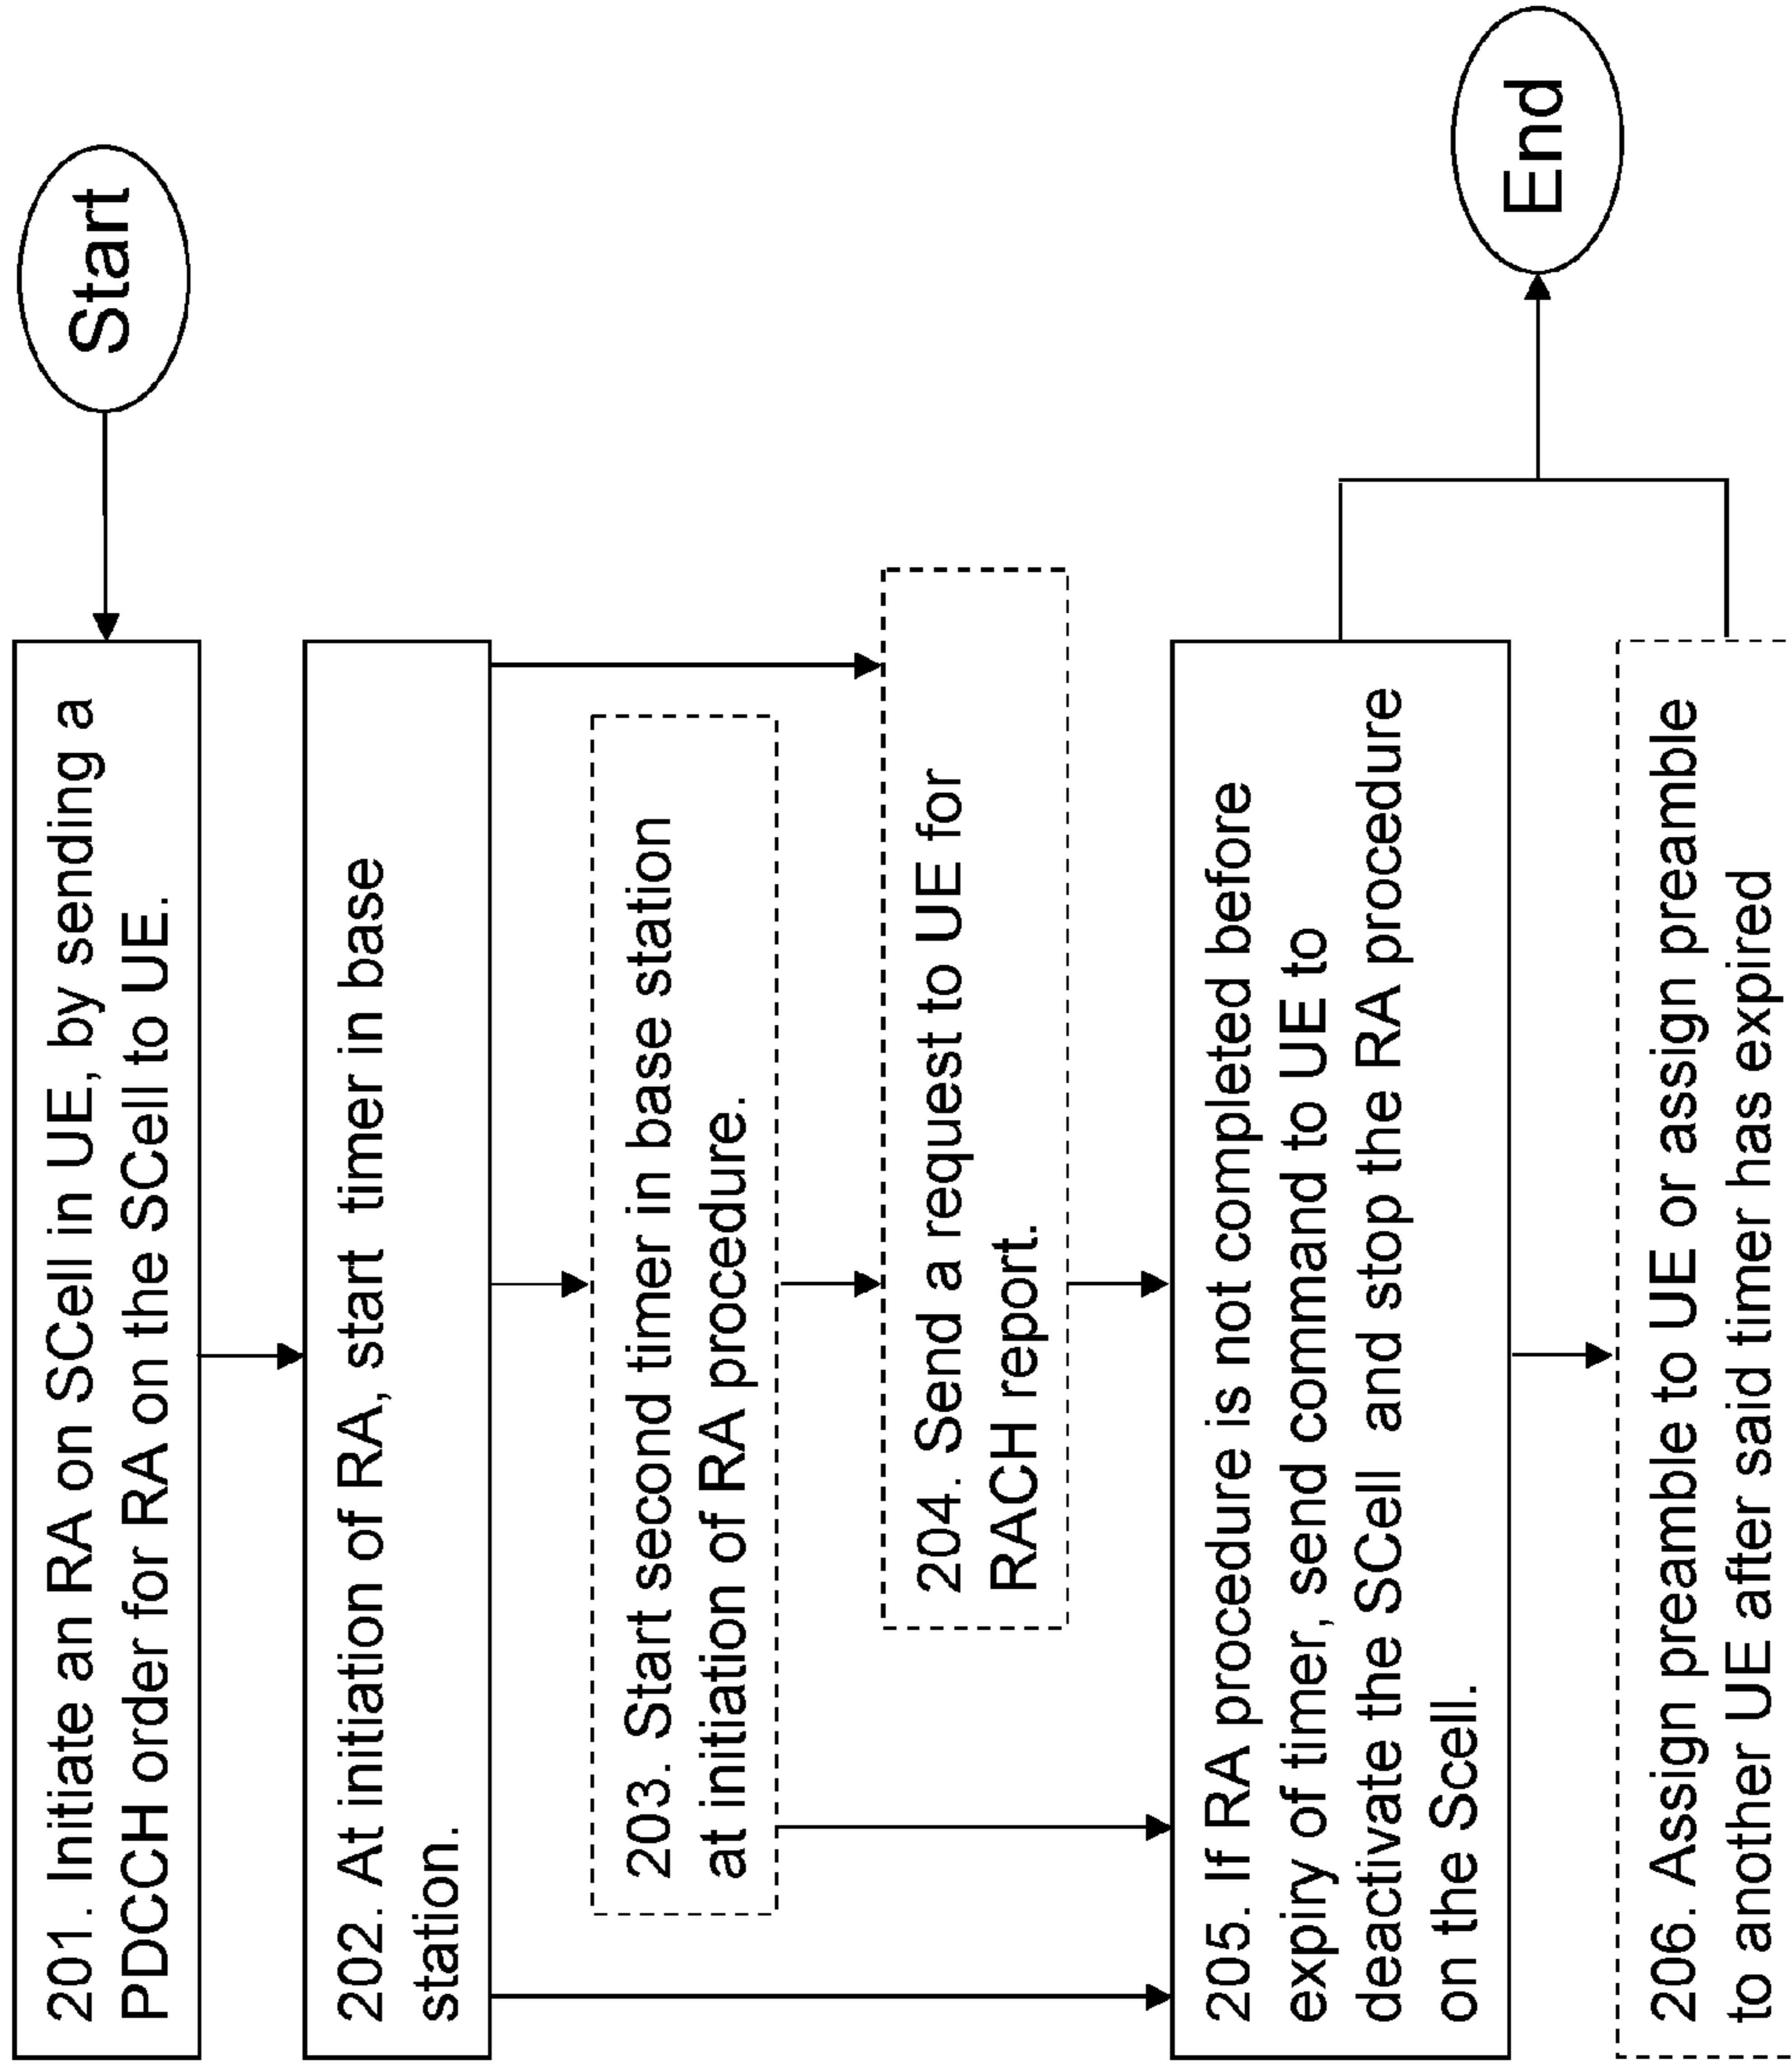 Start
201. Initiate an RA on SCell in UE, by sending a
PDCCH order for RA on the SCell to UE.
202. At initiation of RA, start timer in base
station.
203. Start second timer in base station
at initiation of RA procedure.
204. Send a request to UE for
RACH report.
205. If RA procedure is not completed before
expiry of timer, send command to UE to
deactivate the SCell and stop the RA procedure
on the Scell.
206. Assign preamble to UE or assign preamble
to another UE after said timer has expired
End